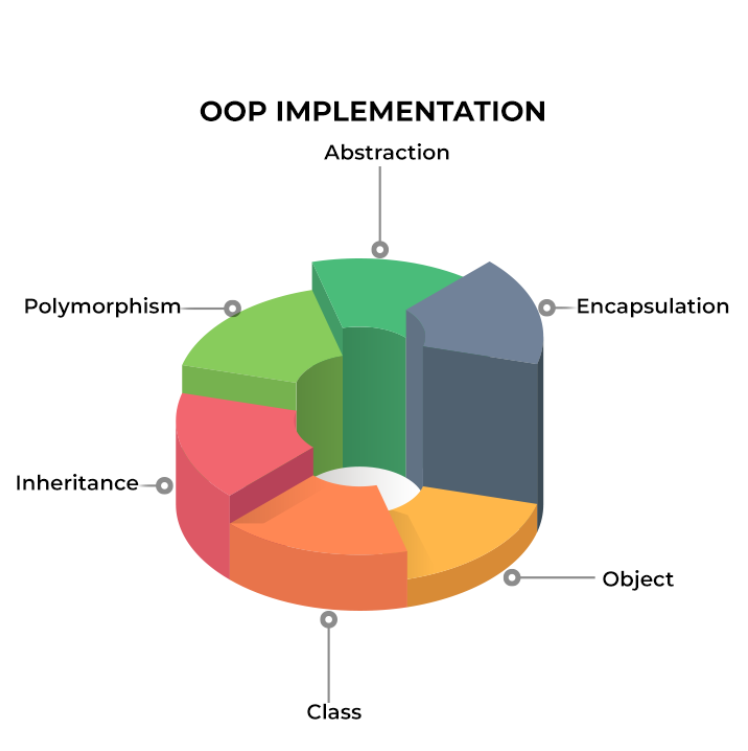 OOP IMPLEMENTATION
Abstraction
Polymorphism
Encapsulation
Inheritance
Object
Class